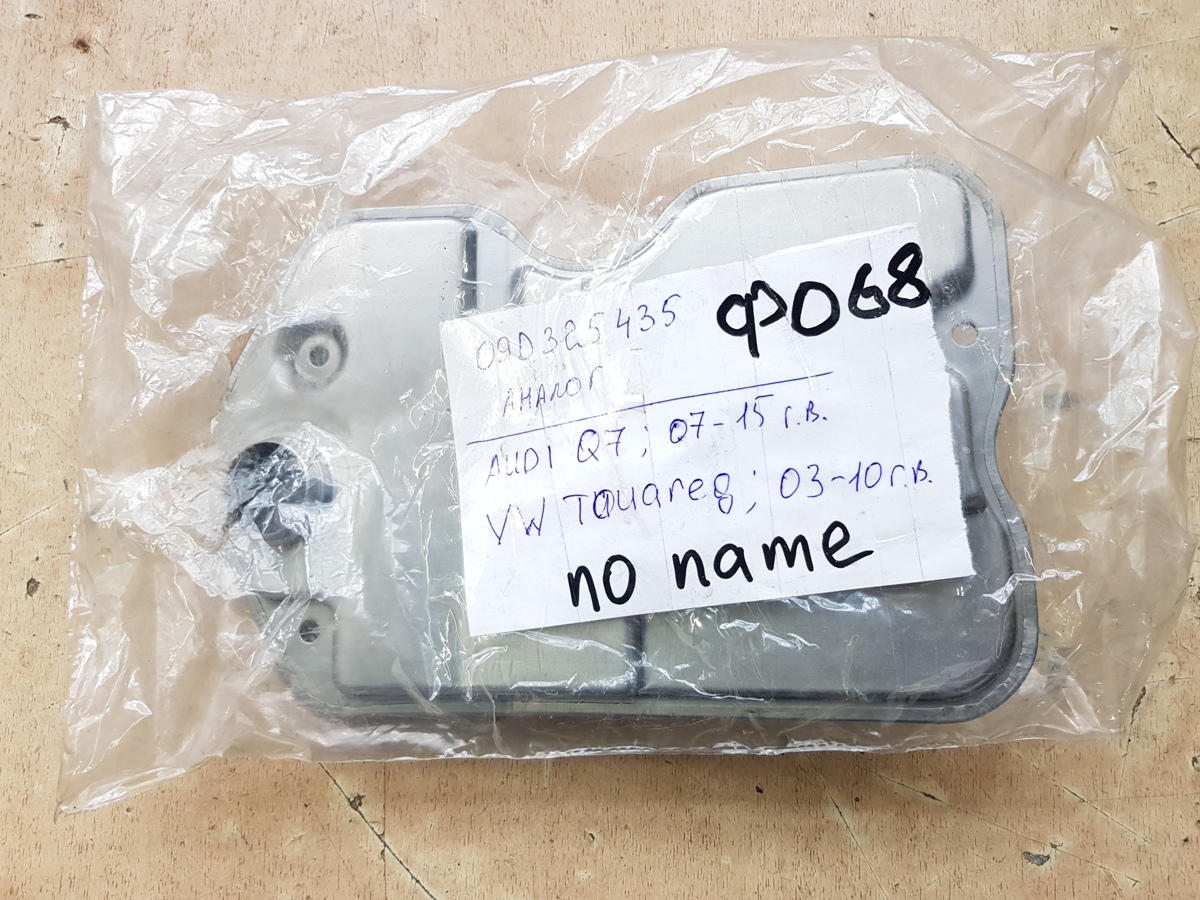 09D325435 Ф068
АНАЛОГ
AUDI Q7; 07-15 г.в.
VW Touareg; 03-10 г.в.
no name